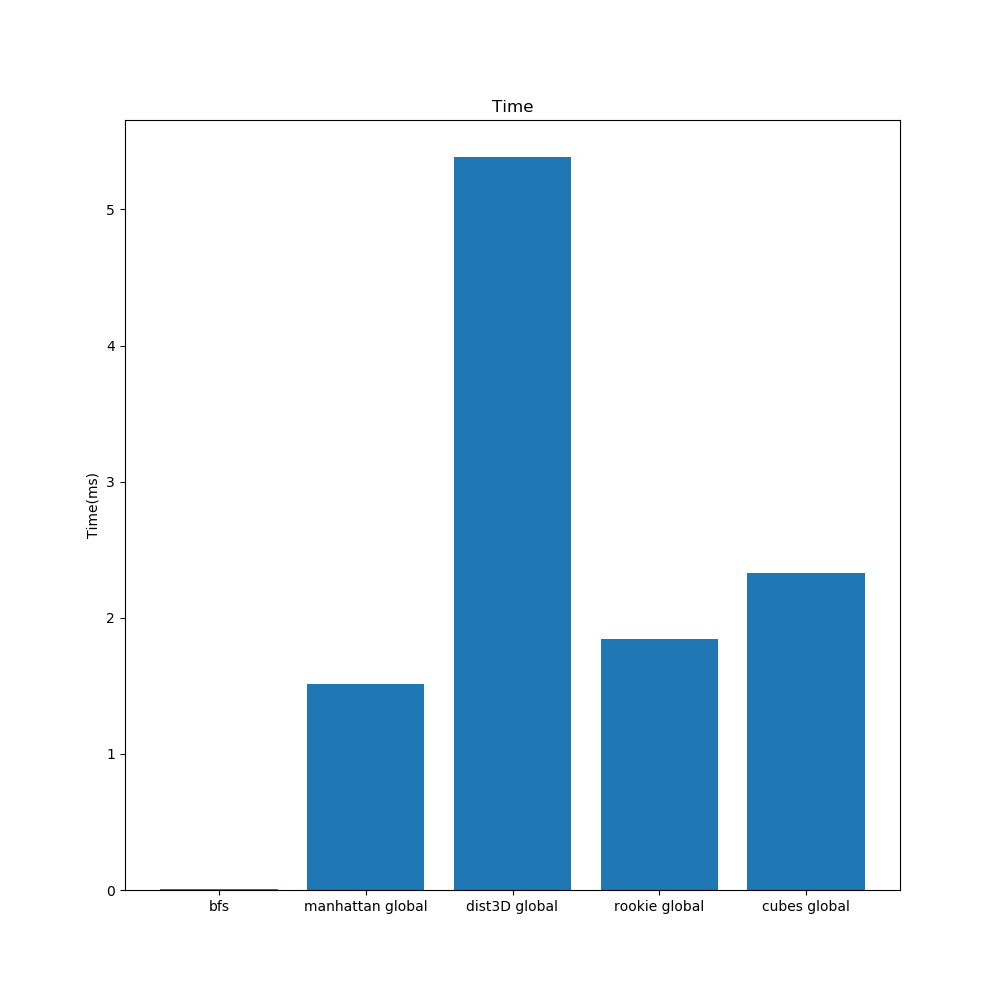 Time
5
4
3
2
1
0
Time(ms)
bfs
manhattan global
dist3D global
rookie global
cubes global